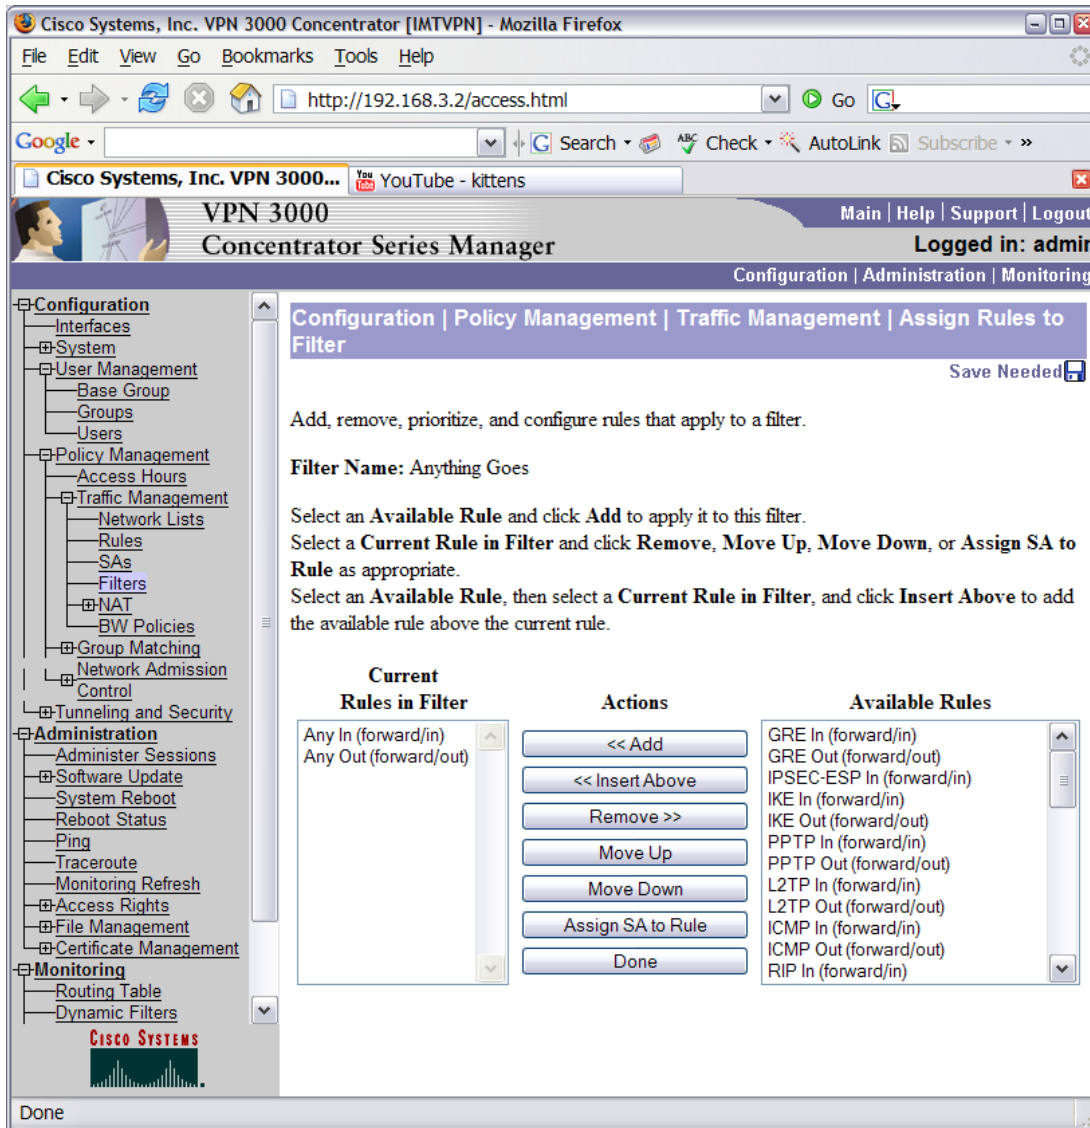 Cisco Systems, Inc. VPN 3000 Concentrator [IMTVPN] - Mozilla Firefox
File Edit View Go Bookmarks Tools Help
http://192.168.3.2/access.html Go G
Google Search ABC Check AutoLink Subscribe »
Cisco Systems, Inc. VPN 3000... You Tube YouTube - kittens
VPN 3000
Concentrator Series Manager
Main | Help | Support | Logout
Logged in: admin
Configuration | Administration | Monitoring
Configuration
Interfaces
System
User Management
Base Group
Groups
Users
Policy Management
Access Hours
Traffic Management
Network Lists
Rules
SAs
Filters
NAT
BW Policies
Group Matching
Network Admission
Control
Tunneling and Security
Administration
Administer Sessions
Software Update
System Reboot
Reboot Status
Ping
Traceroute
Monitoring Refresh
Access Rights
File Management
Certificate Management
Monitoring
Routing Table
Dynamic Filters
CISCO SYSTEMS
Configuration | Policy Management | Traffic Management | Assign Rules to
Filter
Save Needed
Add, remove, prioritize, and configure rules that apply to a filter.
Filter Name: Anything Goes
Select an Available Rule and click Add to apply it to this filter.
Select a Current Rule in Filter and click Remove, Move Up, Move Down, or Assign SA to
Rule as appropriate.
Select an Available Rule, then select a Current Rule in Filter, and click Insert Above to add
the available rule above the current rule.
Current
Rules in Filter
Any In (forward/in)
Any Out (forward/out)
Actions
<< Add
<< Insert Above
Remove >>
Move Up
Move Down
Assign SA to Rule
Done
Available Rules
GRE In (forward/in)
GRE Out (forward/out)
IPSEC-ESP In (forward/in)
IKE In (forward/in)
IKE Out (forward/out)
PPTP In (forward/in)
PPTP Out (forward/out)
L2TP In (forward/in)
L2TP Out (forward/out)
ICMP In (forward/in)
ICMP Out (forward/out)
RIP In (forward/in)
Done